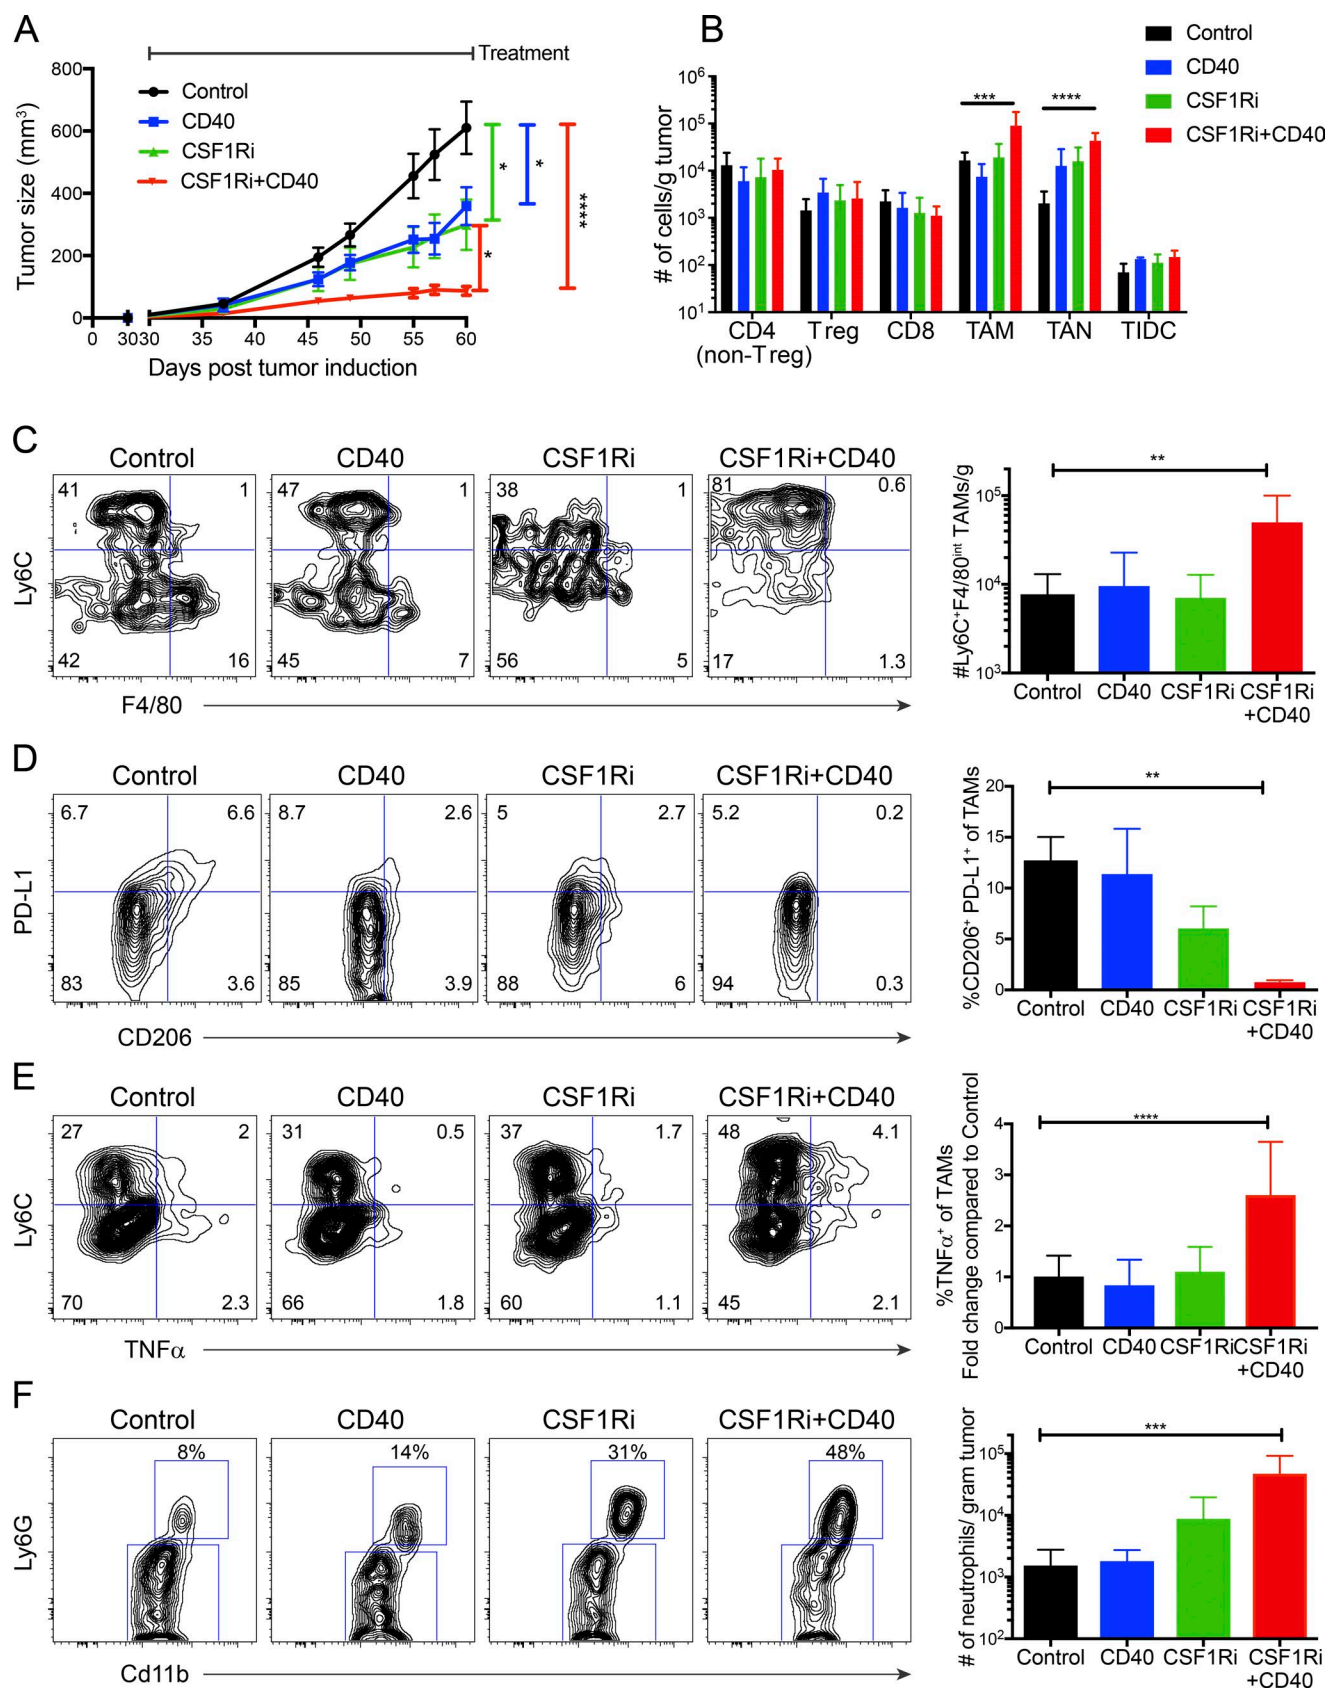 A
Treatment
800
600
400
200
0
Tumor size (mm³)
Control
CD40
CSF1Ri
CSF1Ri+CD40
*
*
*
****
0 30 30 35 40 45 50 55 60
Days post tumor induction
B
Control
CD40
CSF1Ri
CSF1Ri+CD40
# of cells/g tumor
10⁶
10⁵
10⁴
10³
10²
10¹
*** ****
CD4 Treg CD8 TAM TAN TIDC
(non-Treg)
C
Control CD40 CSF1Ri CSF1Ri+CD40
41 1 47 1 38 1 81 0.6
Ly6C
42 16 45 7 56 5 17 1.3
F4/80
#Ly6C⁺F4/80ⁱⁿᵗ TAMs/g
**
10⁵
10⁴
10³
Control CD40 CSF1Ri CSF1Ri
+CD40
D
Control CD40 CSF1Ri CSF1Ri+CD40
6.7 6.6 8.7 2.6 5 2.7 5.2 0.2
PD-L1
83 3.6 85 3.9 88 6 94 0.3
CD206
%CD206⁺ PD-L1⁺ of TAMs
**
20
15
10
5
0
Control CD40 CSF1Ri CSF1Ri
+CD40
E
Control CD40 CSF1Ri CSF1Ri+CD40
27 2 31 0.5 37 1.7 48 4.1
Ly6C
70 2.3 66 1.8 60 1.1 45 2.1
TNFα
%TNFα⁺ of TAMs
Fold change compared to Control
****
4
3
2
1
0
Control CD40 CSF1Ri CSF1Ri
+CD40
F
Control CD40 CSF1Ri CSF1Ri+CD40
8% 14% 31% 48%
Ly6G
Cd11b
# of neutrophils/ gram tumor
***
10⁵
10⁴
10³
10²
Control CD40 CSF1Ri CSF1Ri
+CD40